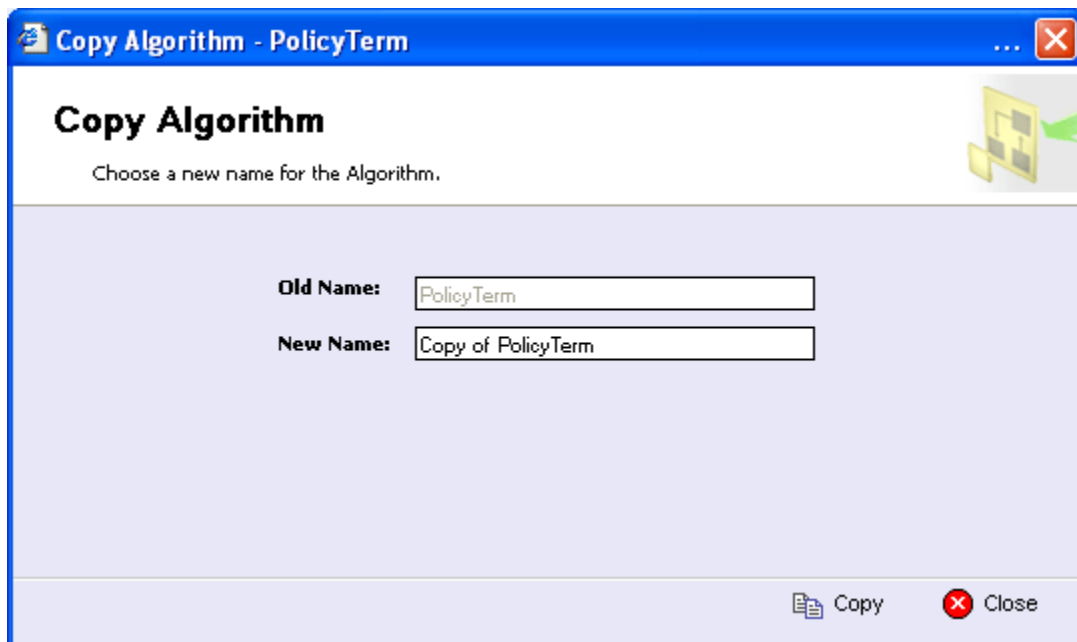 Copy Algorithm - PolicyTerm ...
Copy Algorithm
Choose a new name for the Algorithm.
Old Name: PolicyTerm
New Name: Copy of PolicyTerm
Copy Close